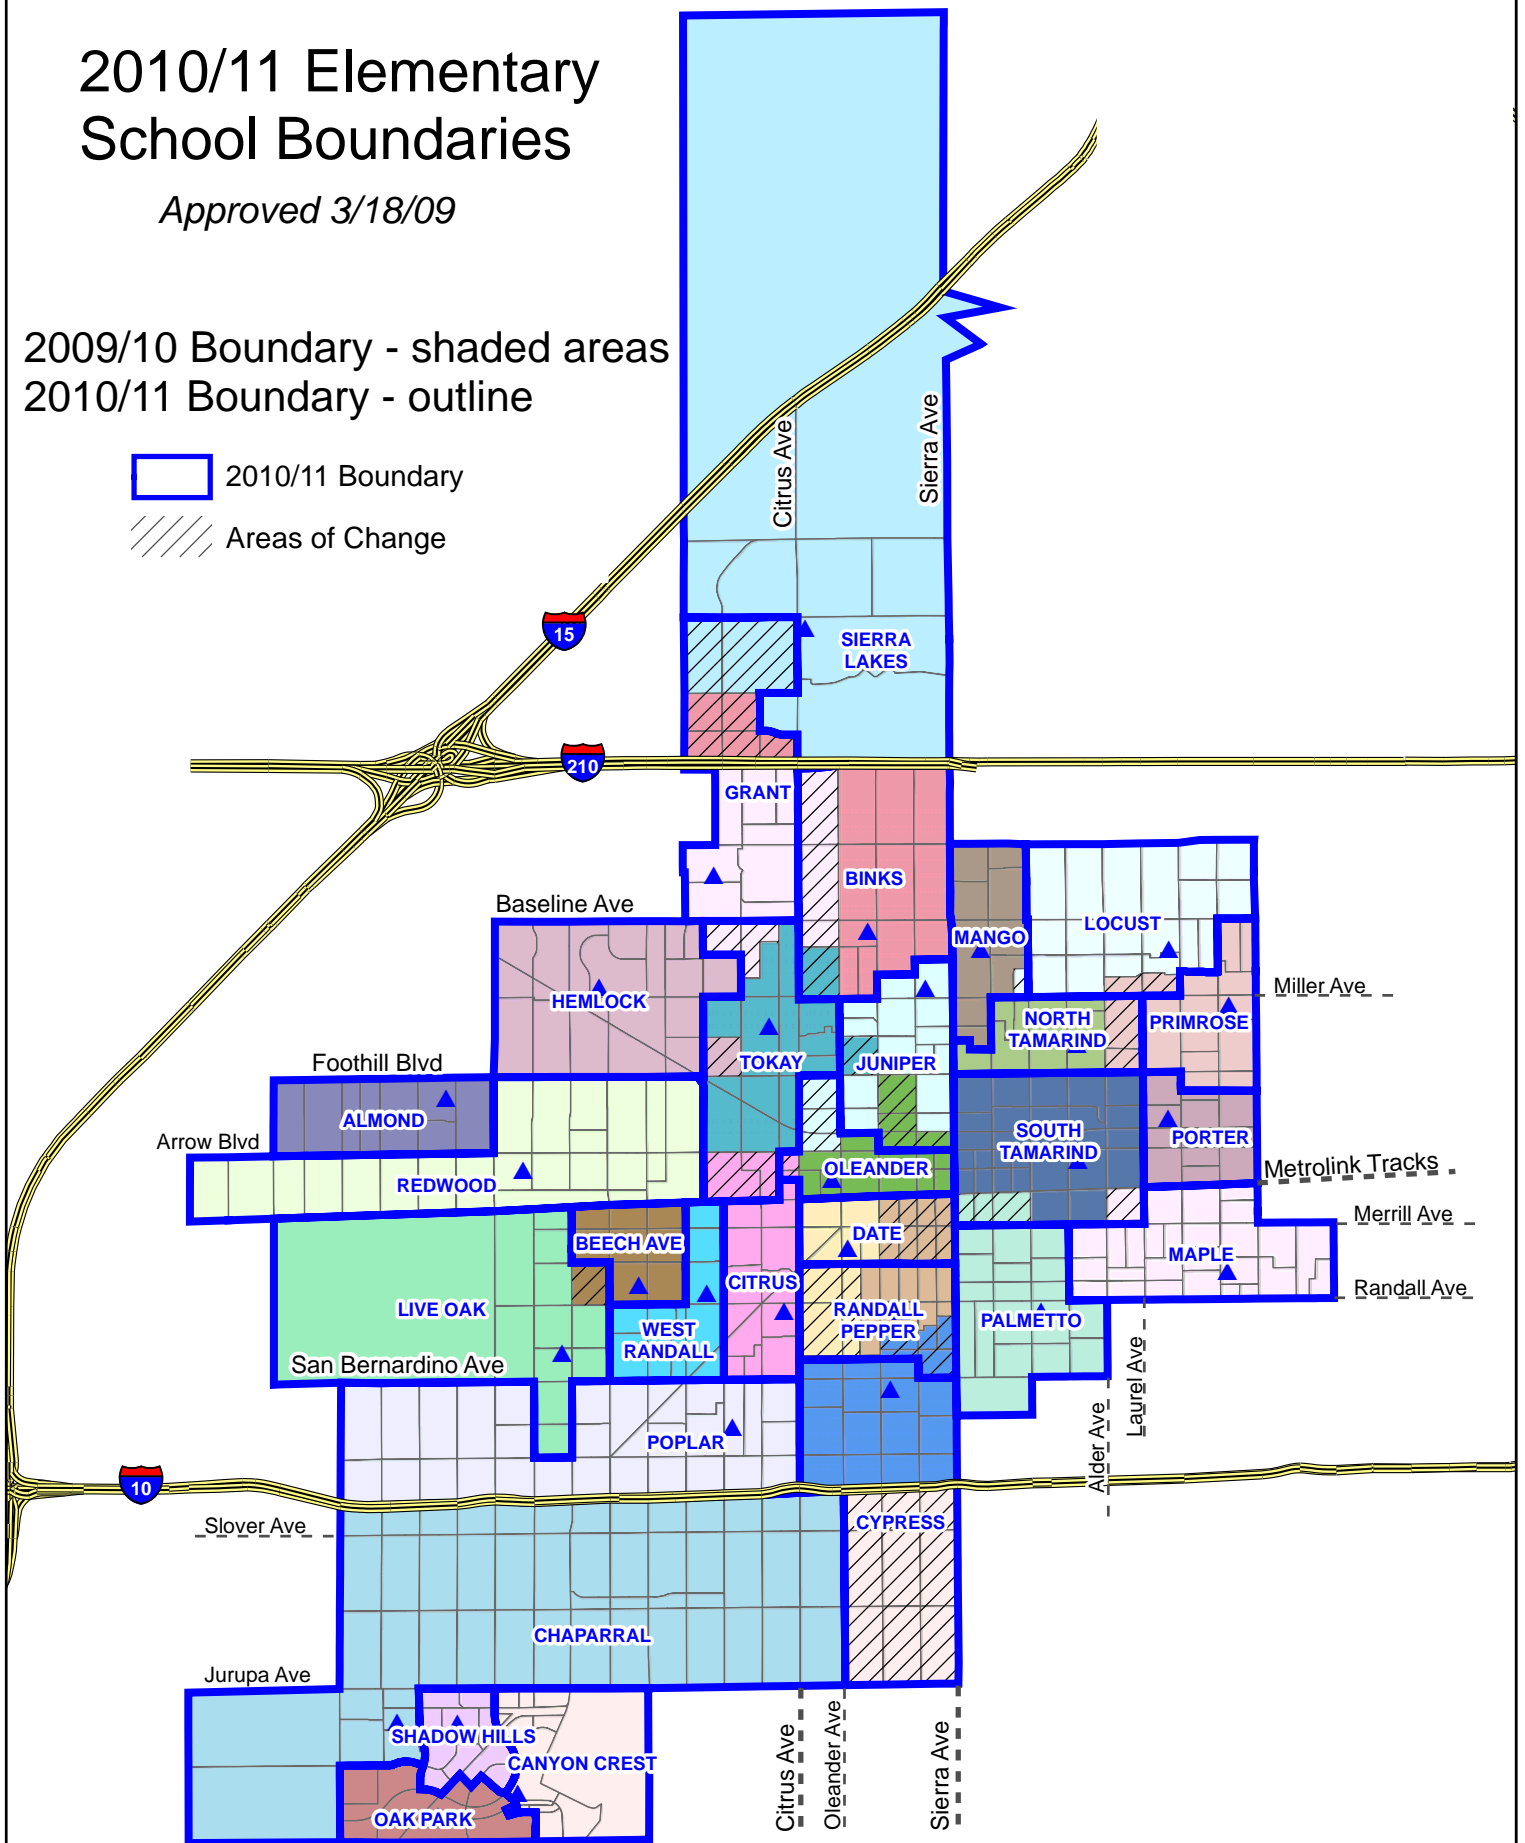 2010/11 Elementary
School Boundaries
Approved 3/18/09
2009/10 Boundary - shaded areas
2010/11 Boundary - outline
2010/11 Boundary
Areas of Change
Citrus Ave
Sierra Ave
15
SIERRA
LAKES
210
GRANT
BINKS
Baseline Ave
LOCUST
MANGO
HEMLOCK
Miller Ave
NORTH
TAMARIND
PRIMROSE
Foothill Blvd
TOKAY
JUNIPER
ALMOND
Arrow Blvd
SOUTH
TAMARIND
PORTER
REDWOOD
OLEANDER
Metrolink Tracks
Merrill Ave
BEECH AVE
DATE
MAPLE
CITRUS
Randall Ave
LIVE OAK
RANDALL
PEPPER
PALMETTO
WEST
RANDALL
San Bernardino Ave
Laurel Ave
Alder Ave
POPLAR
10
Slover Ave
CYPRESS
CHAPARRAL
Jurupa Ave
SHADOW HILLS
CANYON CREST
OAK PARK
Citrus Ave
Oleander Ave
Sierra Ave